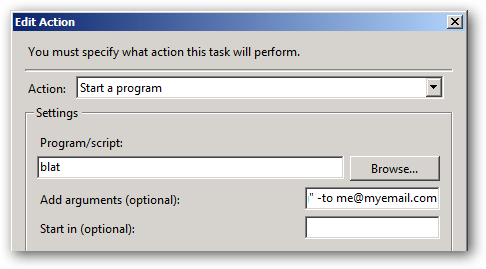 Edit Action
You must specify what action this task will perform.
Action: Start a program
Settings
Program/script:
blat Browse...
Add arguments (optional): " -to me@myemail.com
Start in (optional):